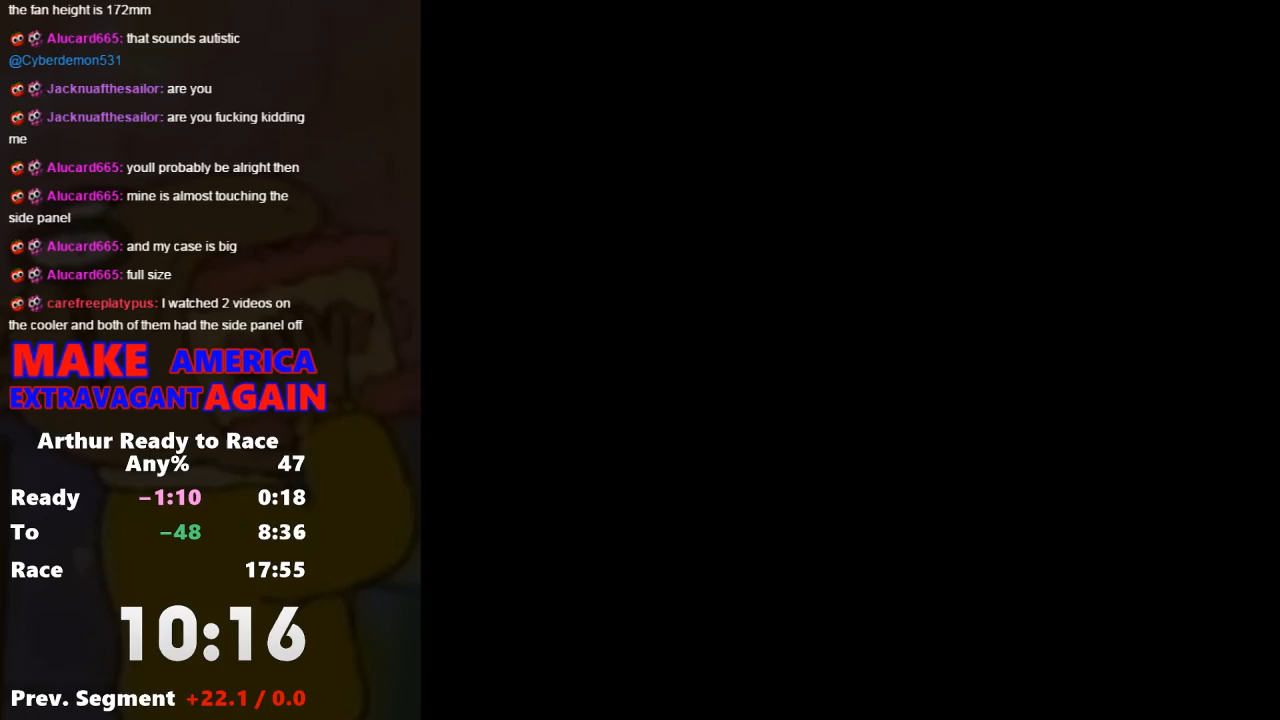 the fan height is 172mm
Alucard665: that sounds autistic
@Cyberdemon531
Jacknuafthesailor: are you
Jacknuafthesailor: are you fucking kidding
me
Alucard665: youll probably be alright then
Alucard665: mine is almost touching the
side panel
Alucard665: and my case is big
Alucard665: full size
carefreeplatypus: I watched 2 videos on
the cooler and both of them had the side panel off
MAKE AMERICA
EXTRAVAGANT AGAIN
Arthur Ready to Race
Any% 47
Ready −1:10 0:18
To −48 8:36
Race 17:55
10:16
Prev. Segment +22.1 / 0.0